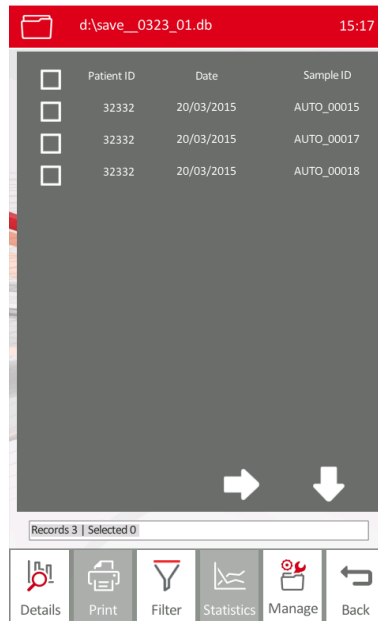 d:\save__0323_01.db 15:17
Patient ID Date Sample ID
32332 20/03/2015 AUTO_00015
32332 20/03/2015 AUTO_00017
32332 20/03/2015 AUTO_00018
Records 3 | Selected 0
Details Print Filter Statistics Manage Back